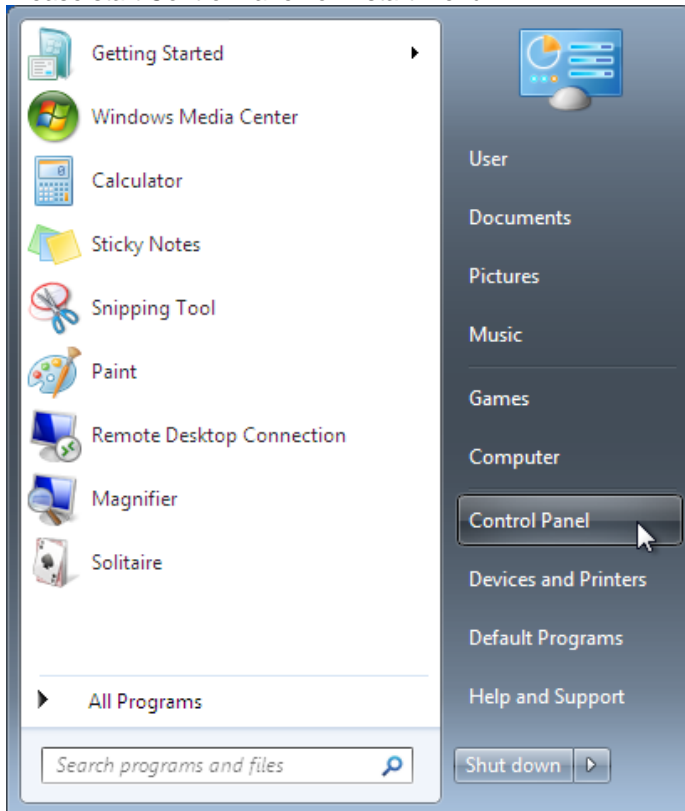 Getting Started
Windows Media Center
Calculator
Sticky Notes
Snipping Tool
Paint
Remote Desktop Connection
Magnifier
Solitaire
All Programs
Search programs and files
User
Documents
Pictures
Music
Games
Computer
Control Panel
Devices and Printers
Default Programs
Help and Support
Shut down